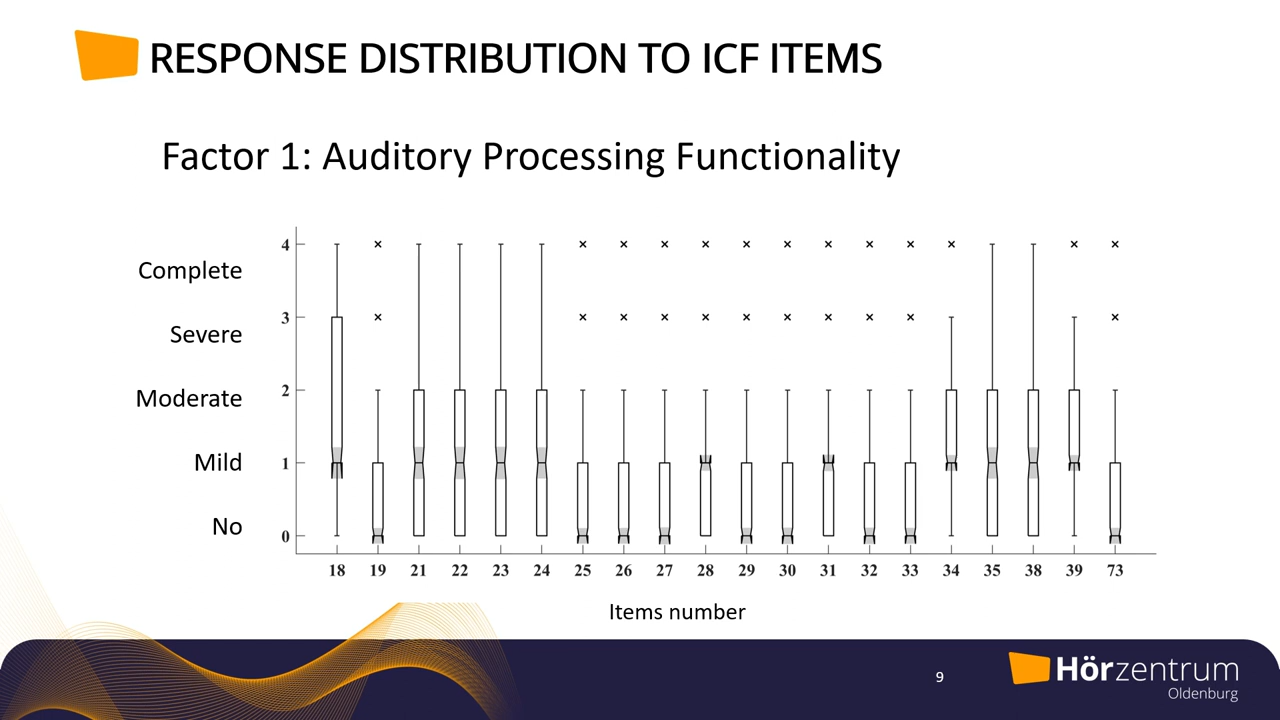 RESPONSE DISTRIBUTION TO ICF ITEMS
Factor 1: Auditory Processing Functionality
4
Complete
3
Severe
2
Moderate
1
Mild
0
No
18 19 21 22 23 24 25 26 27 28 29 30 31 32 33 34 35 38 39 73
Items number
9
Hörzentrum
Oldenburg